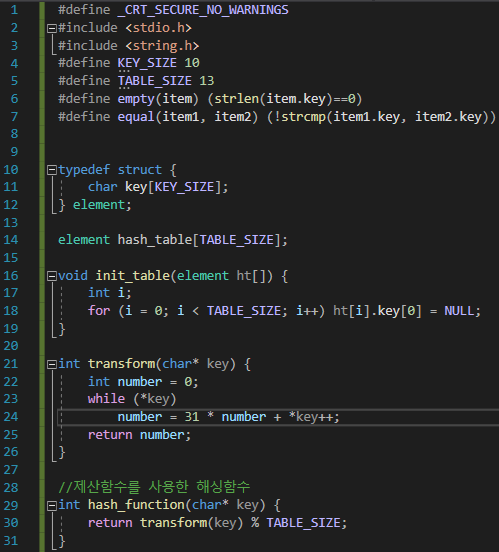 1 #define _CRT_SECURE_NO_WARNINGS
2 #include <stdio.h>
3 #include <string.h>
4 #define KEY_SIZE 10
5 #define TABLE_SIZE 13
6 #define empty(item) (strlen(item.key)==0)
7 #define equal(item1, item2) (!strcmp(item1.key, item2.key))
8
9
10 typedef struct {
11     char key[KEY_SIZE];
12 } element;
13
14 element hash_table[TABLE_SIZE];
15
16 void init_table(element ht[]) {
17     int i;
18     for (i = 0; i < TABLE_SIZE; i++) ht[i].key[0] = NULL;
19 }
20
21 int transform(char* key) {
22     int number = 0;
23     while (*key)
24         number = 31 * number + *key++;
25     return number;
26 }
27
28 //제산함수를 사용한 해싱함수
29 int hash_function(char* key) {
30     return transform(key) % TABLE_SIZE;
31 }